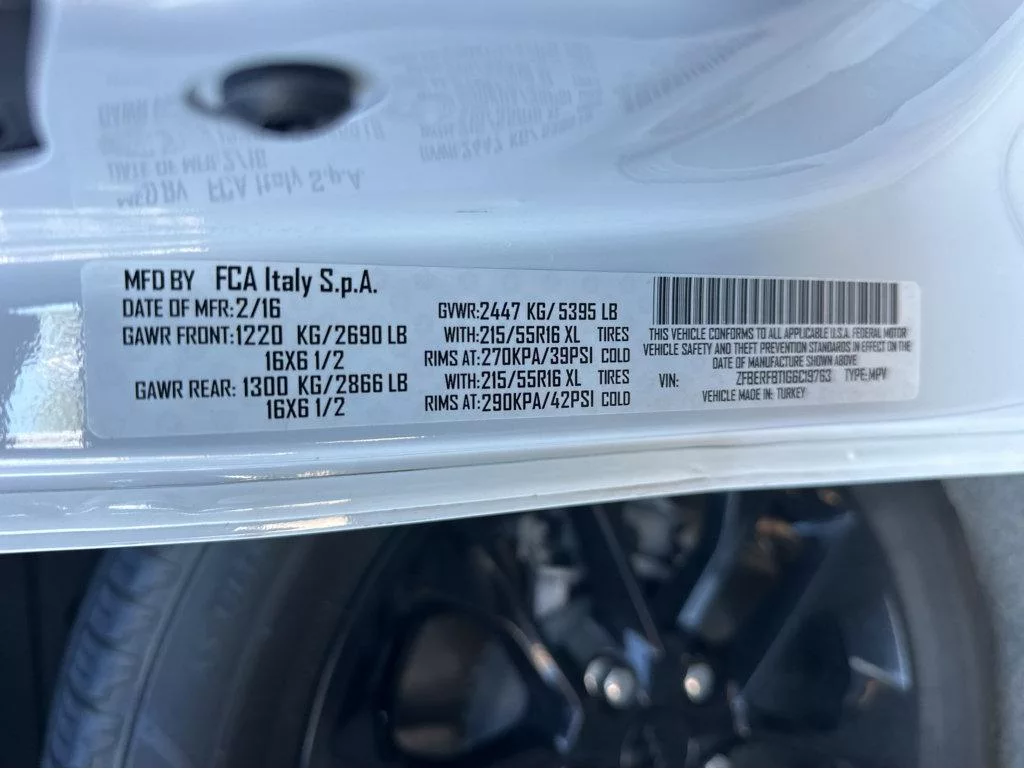 MFD BY FCA Italy S.p.A.
DATE OF MFR:2/16
GAWR FRONT:1220 KG/2690 LB
16X6 1/2
GAWR REAR: 1300 KG/2866 LB
16X6 1/2
GVWR:2447 KG/5395 LB
WITH:215/55R16 XL TIRES
RIMS AT:270KPA/39PSI COLD
WITH:215/55R16 XL TIRES
RIMS AT:290KPA/42PSI COLD
THIS VEHICLE CONFORMS TO ALL APPLICABLE U.S.A. FEDERAL MOTOR
VEHICLE SAFETY AND THEFT PREVENTION STANDARDS IN EFFECT ON THE
DATE OF MANUFACTURE SHOWN ABOVE
VIN: ZFBERFBT1G6C19763 TYPE:MPV
VEHICLE MADE IN: TURKEY